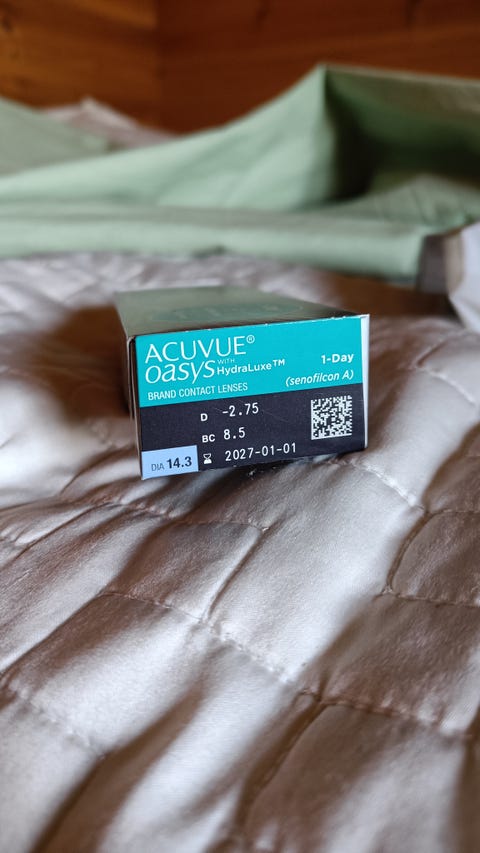 ACUVUE®
oasys WITH HydraLuxe™ 1-Day
BRAND CONTACT LENSES (senofilcon A)
D -2.75
BC 8.5
DIA 14.3 2027-01-01